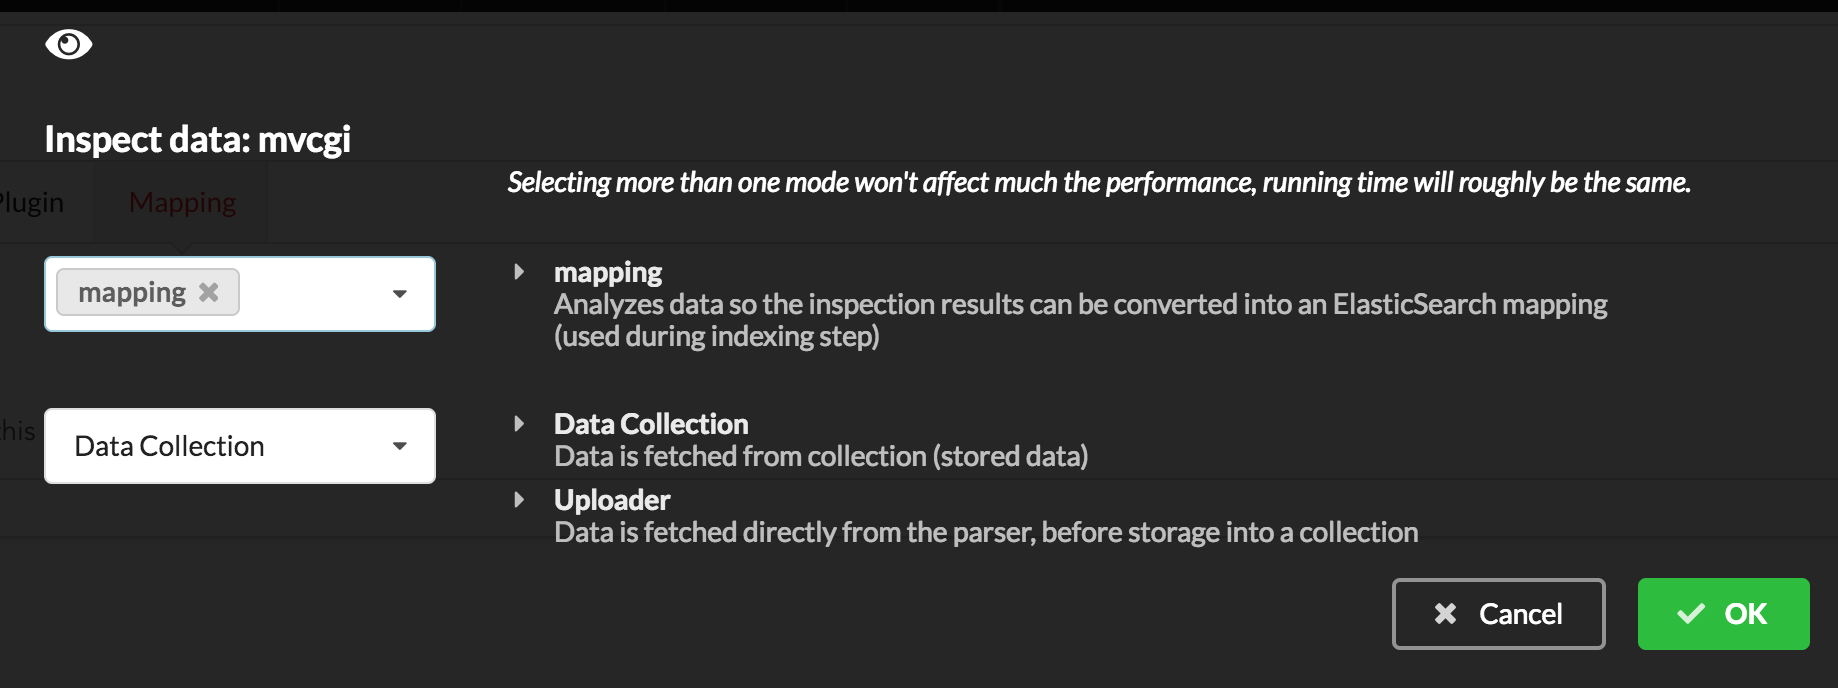 Inspect data: mvcgi
Selecting more than one mode won't affect much the performance, running time will roughly be the same.
Plugin
Mapping
mapping
mapping
Analyzes data so the inspection results can be converted into an ElasticSearch mapping
(used during indexing step)
this
Data Collection
Data Collection
Data is fetched from collection (stored data)
Uploader
Data is fetched directly from the parser, before storage into a collection
Cancel
OK